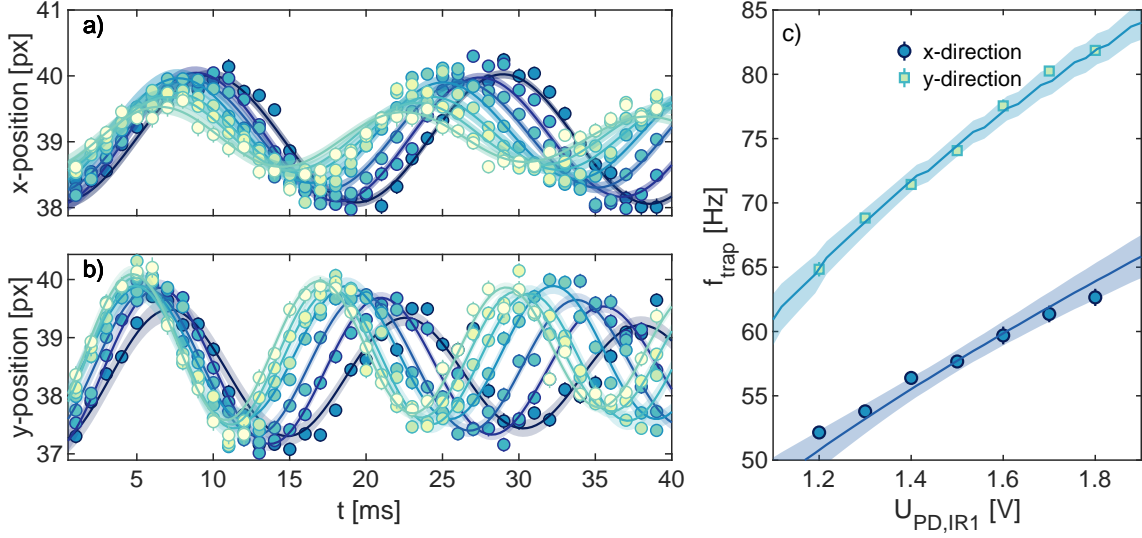 a)
x-position [px]
41
40
39
38
b)
y-position [px]
40
39
38
37
5
10
15
20
25
30
35
40
t [ms]
c)
x-direction
y-direction
f_trap [Hz]
85
80
75
70
65
60
55
50
1.2
1.4
1.6
1.8
U_PD,IR1 [V]